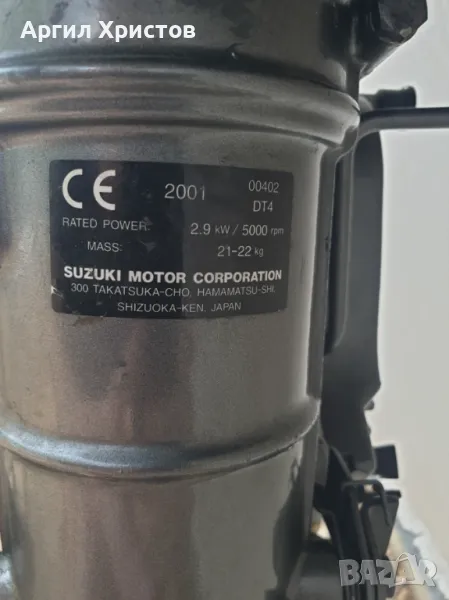 Аргил Христов
CE 2001 00402
DT4
RATED POWER: 2.9 kW / 5000 rpm
MASS: 21-22 kg
SUZUKI MOTOR CORPORATION
300 TAKATSUKA-CHO, HAMAMATSU-SHI,
SHIZUOKA-KEN, JAPAN
BAZAR